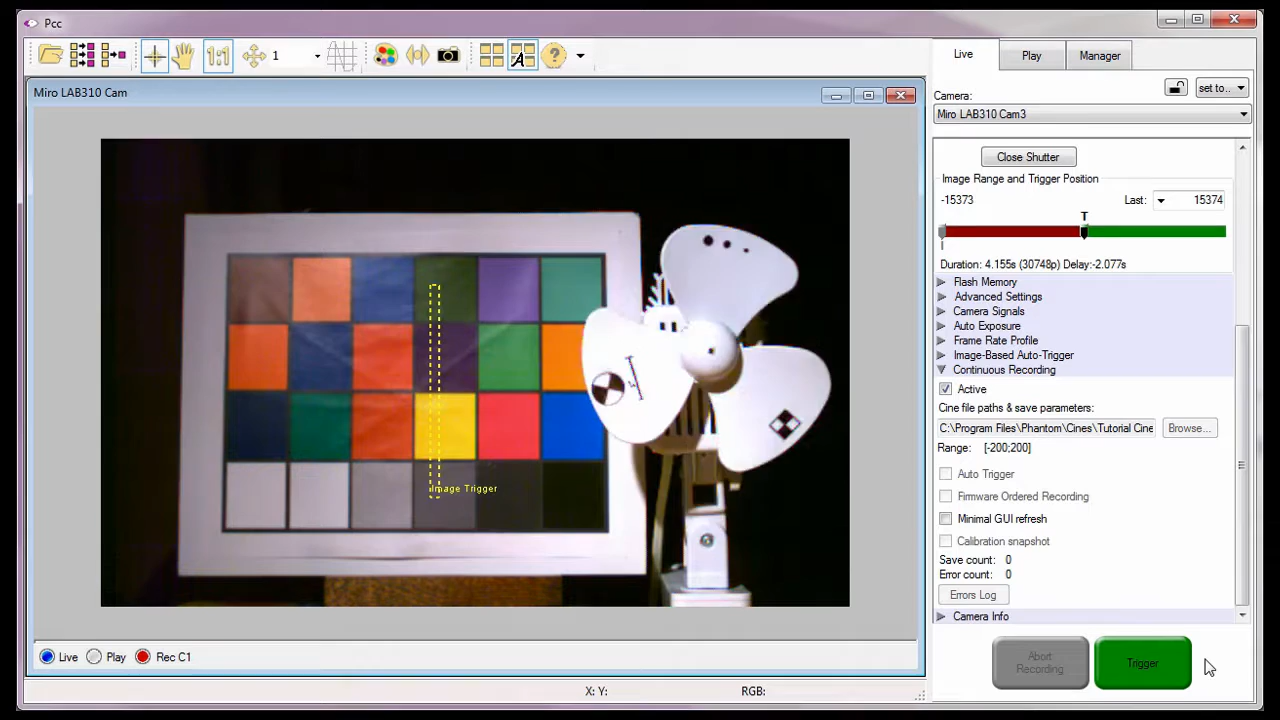 Pcc
1:1
1
A
?
Live
Play
Manager
Camera:
set to..
Miro LAB310 Cam
Miro LAB310 Cam3
Close Shutter
Image Range and Trigger Position
-15373
Last:
15374
T
I
Duration: 4.155s (30748p) Delay:-2.077s
Flash Memory
Advanced Settings
Camera Signals
Auto Exposure
Frame Rate Profile
Image-Based Auto-Trigger
Continuous Recording
Active
Cine file paths & save parameters:
C:\Program Files\Phantom\Cines\Tutorial Cine
Browse...
Range: [-200;200]
Auto Trigger
Firmware Ordered Recording
Minimal GUI refresh
Calibration snapshot
Save count: 0
Error count: 0
Errors Log
Camera Info
Image Trigger
Abort
Recording
Trigger
Live
Play
Rec C1
X: Y:
RGB: